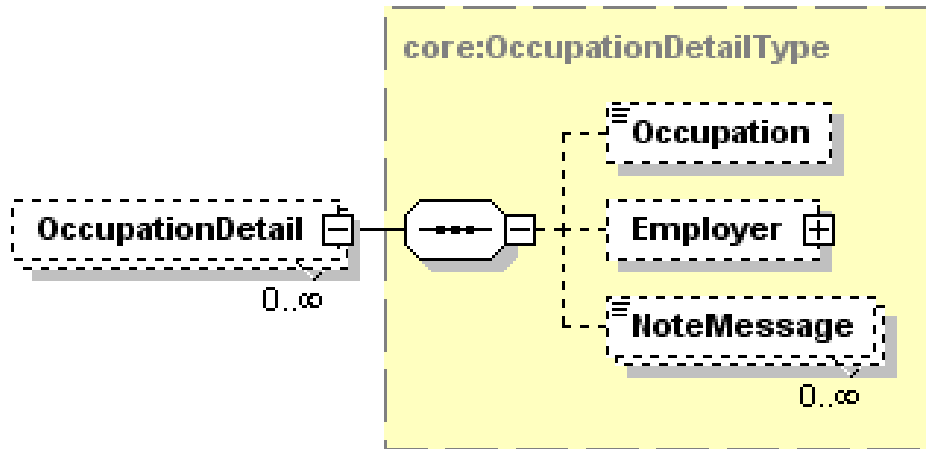 core:OccupationDetailType
Occupation
OccupationDetail
0..∞
Employer
NoteMessage
0..∞